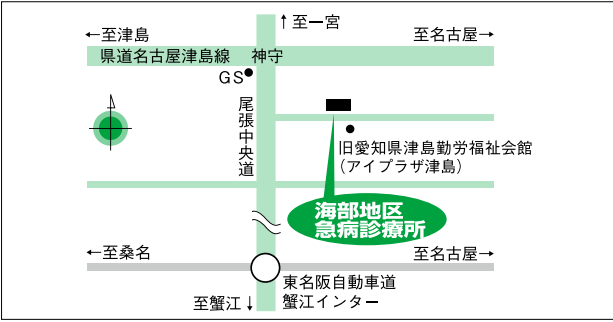 ↑至一宮
←至津島
至名古屋→
県道名古屋津島線
神守
GS
尾張中央道
旧愛知県津島勤労福祉会館
（アイプラザ津島）
海部地区
急病診療所
←至桑名
至名古屋→
東名阪自動車道
蟹江インター
至蟹江↓